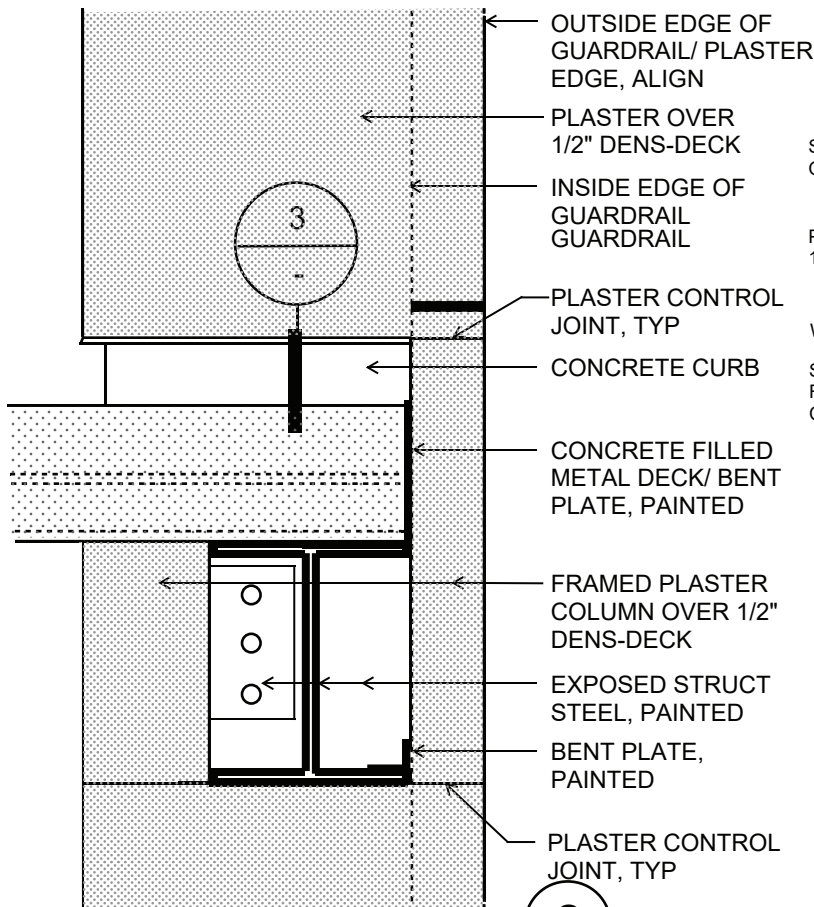 OUTSIDE EDGE OF
GUARDRAIL/ PLASTER
EDGE, ALIGN
PLASTER OVER
1/2" DENS-DECK
INSIDE EDGE OF
GUARDRAIL
GUARDRAIL
3
-
PLASTER CONTROL
JOINT, TYP
CONCRETE CURB
CONCRETE FILLED
METAL DECK/ BENT
PLATE, PAINTED
FRAMED PLASTER
COLUMN OVER 1/2"
DENS-DECK
EXPOSED STRUCT
STEEL, PAINTED
BENT PLATE,
PAINTED
PLASTER CONTROL
JOINT, TYP